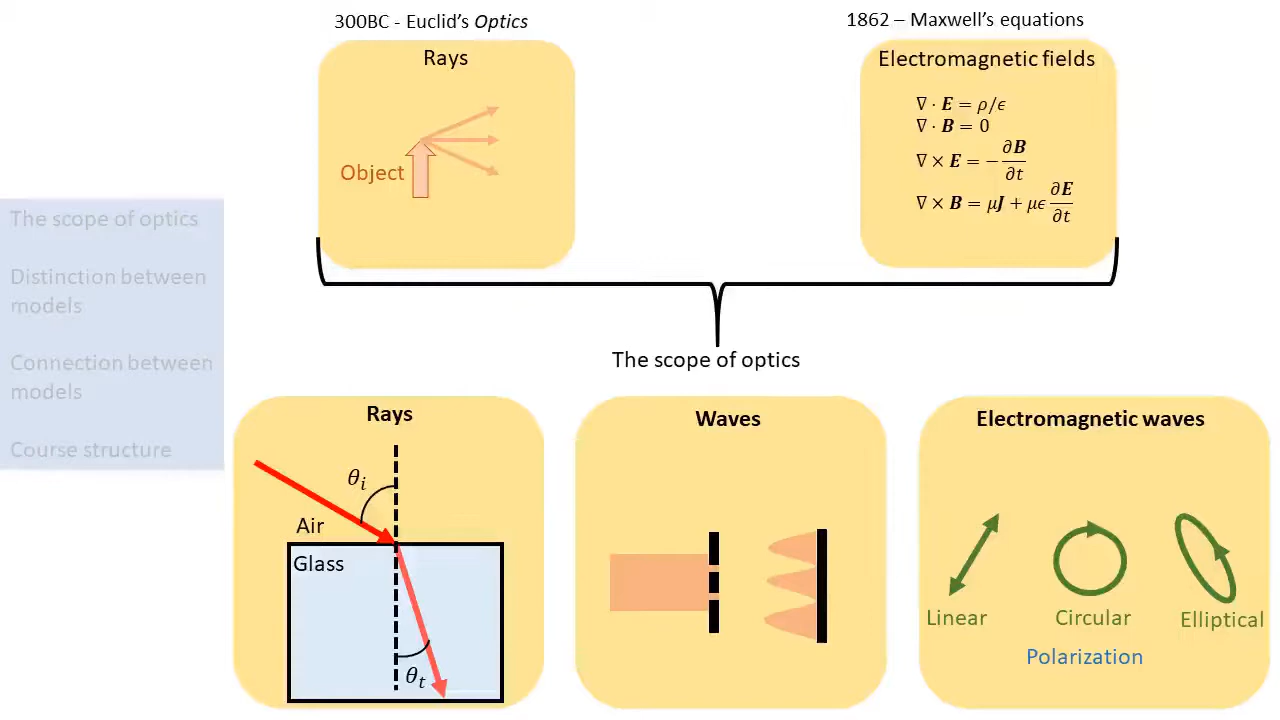 300BC - Euclid's Optics
1862 – Maxwell's equations
Rays
Object
Electromagnetic fields
∇ · E = ρ/ϵ
∇ · B = 0
∇ × E = −∂B/∂t
∇ × B = μJ + μϵ ∂E/∂t
The scope of optics
Distinction between
models
Connection between
models
Course structure
The scope of optics
Rays
θi
Air
Glass
θt
Waves
Electromagnetic waves
Linear
Circular
Elliptical
Polarization